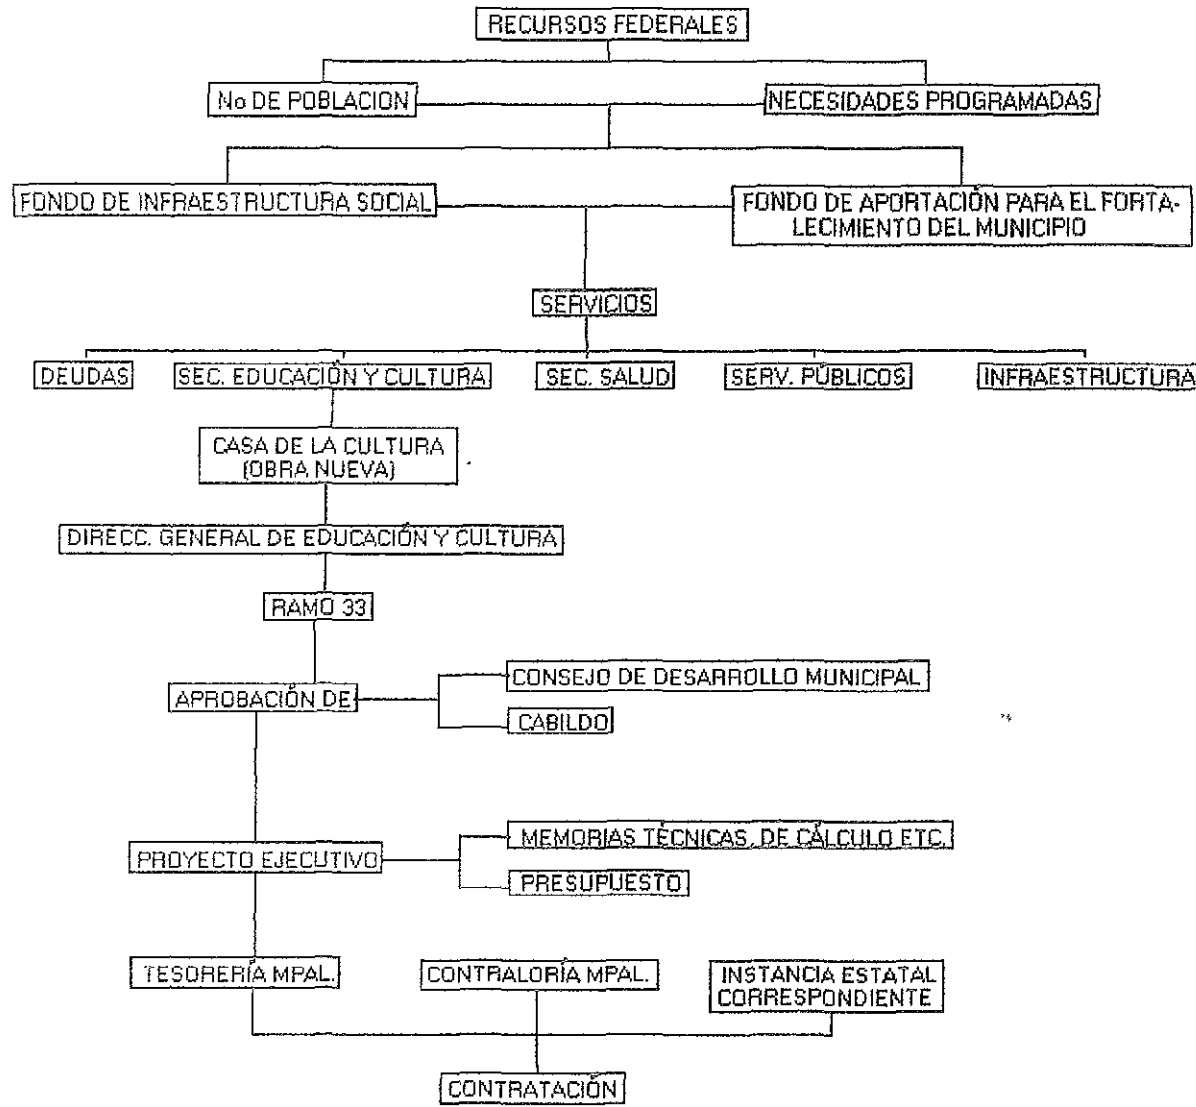 RECURSOS FEDERALES
No DE POBLACION
NECESIDADES PROGRAMADAS
FONDO DE INFRAESTRUCTURA SOCIAL
FONDO DE APORTACIÓN PARA EL FORTA-
LECIMIENTO DEL MUNICIPIO
SERVICIOS
DEUDAS
SEC. EDUCACIÓN Y CULTURA
SEC. SALUD
SERV. PÚBLICOS
INFRAESTRUCTURA
CASA DE LA CULTURA
(OBRA NUEVA)
DIRECC. GENERAL DE EDUCACIÓN Y CULTURA
RAMO 33
APROBACIÓN DE
CONSEJO DE DESARROLLO MUNICIPAL
CABILDO
PROYECTO EJECUTIVO
MEMORIAS TÉCNICAS, DE CÁLCULO ETC.
PRESUPUESTO
TESORERÍA MPAL.
CONTRALORÍA MPAL.
INSTANCIA ESTATAL
CORRESPONDIENTE
CONTRATACIÓN